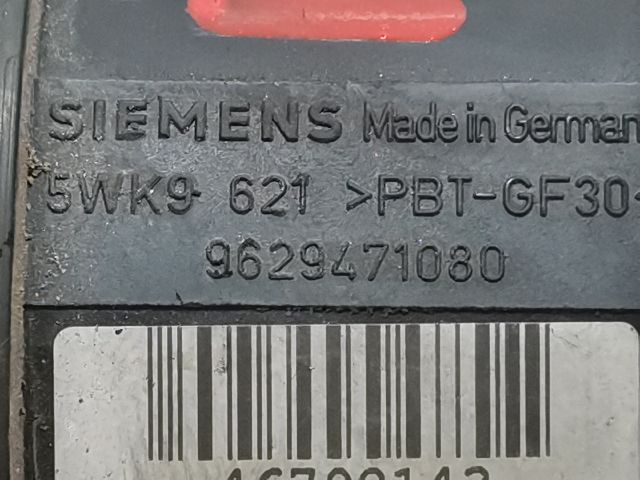 SIEMENS Made in German
5WK9 621 >PBT-GF30<
9629471080